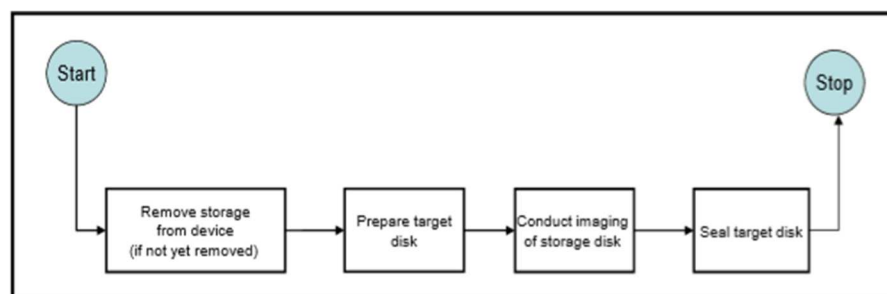 Start
Stop
Remove storage
from device
(if not yet removed)
Prepare target
disk
Conduct imaging
of storage disk
Seal target disk